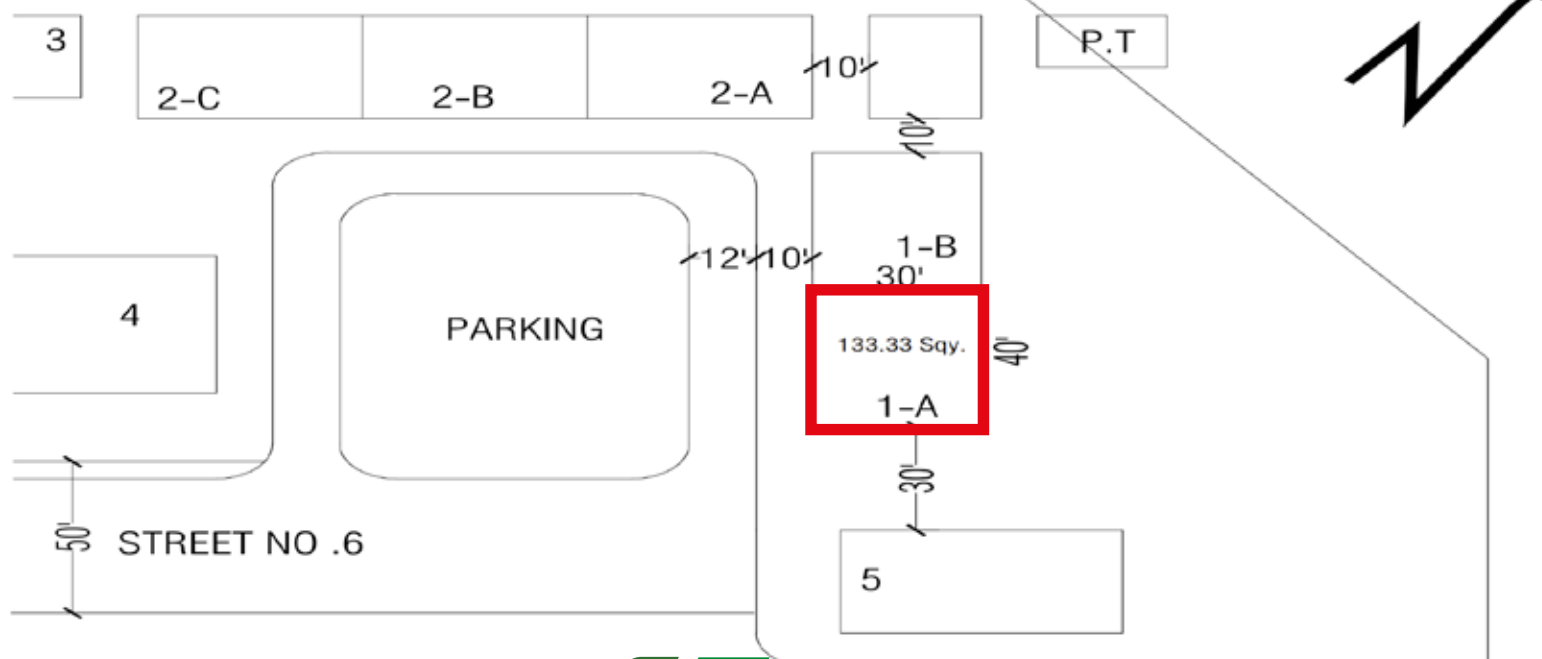 3
2-C
2-B
2-A
10'
P.T
10'
12'
10'
1-B
30'
4
PARKING
133.33 Sqy.
40'
1-A
30'
50'
STREET NO .6
5